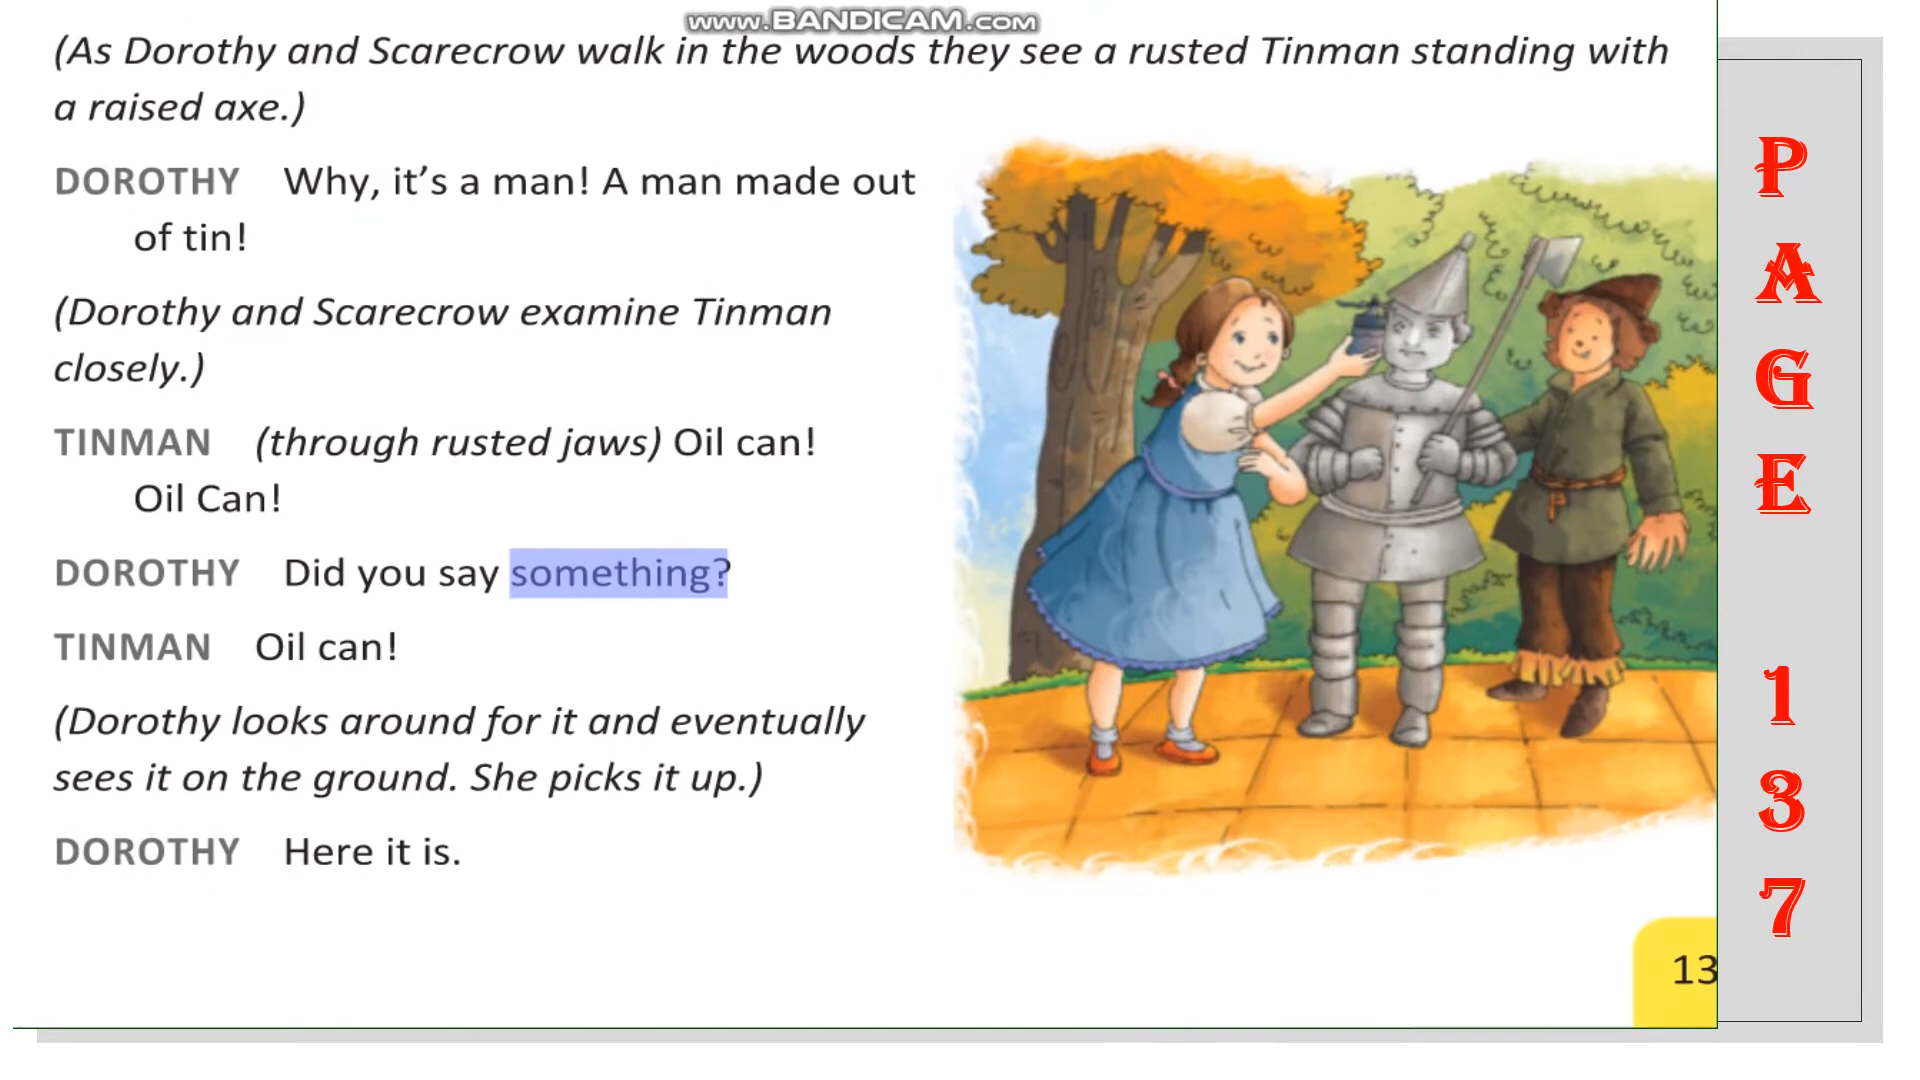 www.BANDICAM.com
(As Dorothy and Scarecrow walk in the woods they see a rusted Tinman standing with
a raised axe.)
DOROTHY Why, it's a man! A man made out
of tin!
(Dorothy and Scarecrow examine Tinman
closely.)
TINMAN (through rusted jaws) Oil can!
Oil Can!
DOROTHY Did you say something?
TINMAN Oil can!
(Dorothy looks around for it and eventually
sees it on the ground. She picks it up.)
DOROTHY Here it is.
13
PAGE 137